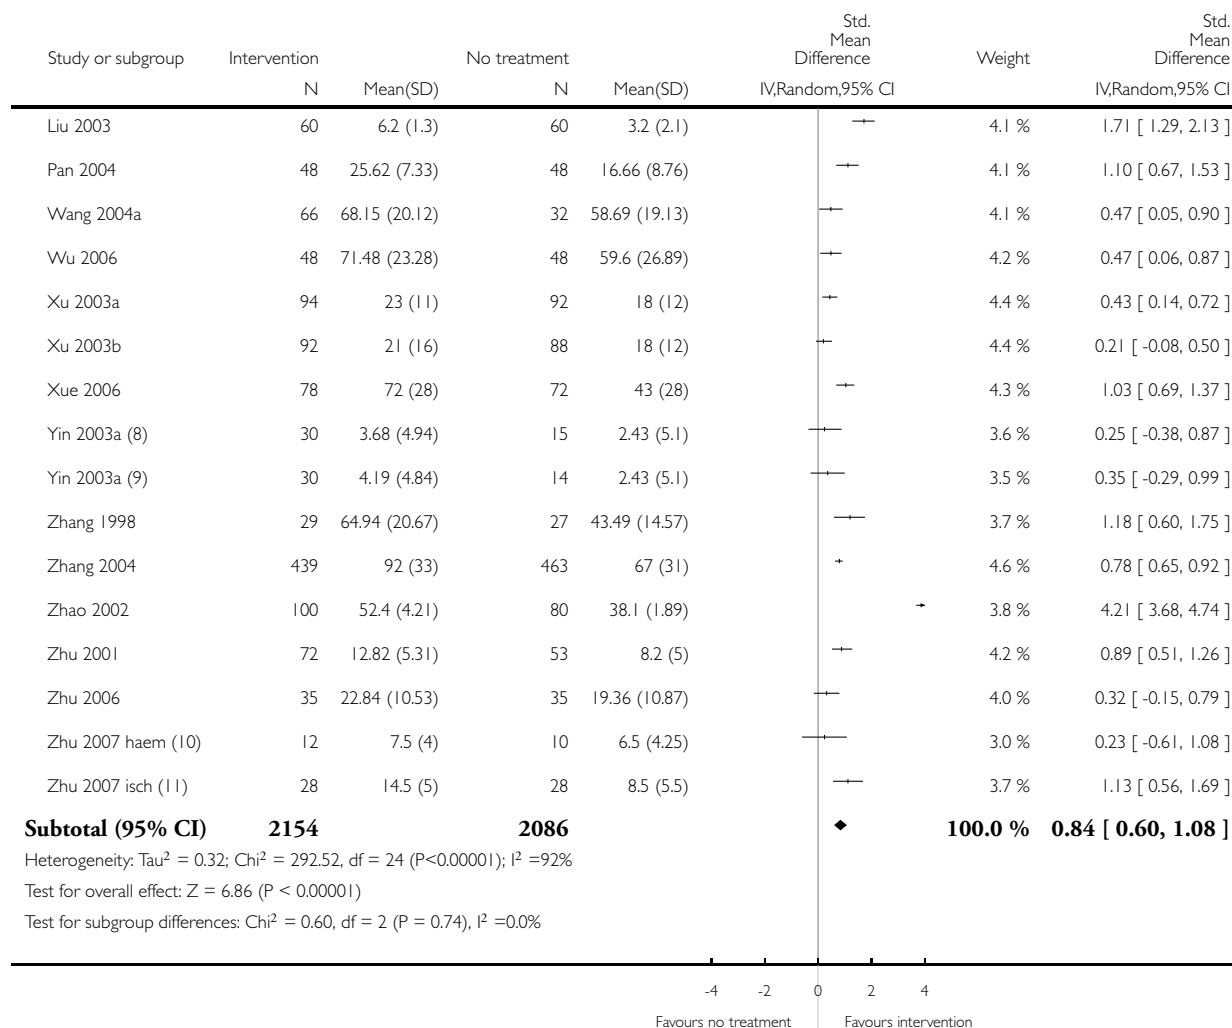 Study or subgroup Intervention No treatment Std. Mean Difference Weight Std. Mean Difference
N Mean(SD) N Mean(SD) IV,Random,95% CI IV,Random,95% CI
Liu 2003 60 6.2 (1.3) 60 3.2 (2.1) 4.1 % 1.71 [ 1.29, 2.13 ]
Pan 2004 48 25.62 (7.33) 48 16.66 (8.76) 4.1 % 1.10 [ 0.67, 1.53 ]
Wang 2004a 66 68.15 (20.12) 32 58.69 (19.13) 4.1 % 0.47 [ 0.05, 0.90 ]
Wu 2006 48 71.48 (23.28) 48 59.6 (26.89) 4.2 % 0.47 [ 0.06, 0.87 ]
Xu 2003a 94 23 (11) 92 18 (12) 4.4 % 0.43 [ 0.14, 0.72 ]
Xu 2003b 92 21 (16) 88 18 (12) 4.4 % 0.21 [ -0.08, 0.50 ]
Xue 2006 78 72 (28) 72 43 (28) 4.3 % 1.03 [ 0.69, 1.37 ]
Yin 2003a (8) 30 3.68 (4.94) 15 2.43 (5.1) 3.6 % 0.25 [ -0.38, 0.87 ]
Yin 2003a (9) 30 4.19 (4.84) 14 2.43 (5.1) 3.5 % 0.35 [ -0.29, 0.99 ]
Zhang 1998 29 64.94 (20.67) 27 43.49 (14.57) 3.7 % 1.18 [ 0.60, 1.75 ]
Zhang 2004 439 92 (33) 463 67 (31) 4.6 % 0.78 [ 0.65, 0.92 ]
Zhao 2002 100 52.4 (4.21) 80 38.1 (1.89) 3.8 % 4.21 [ 3.68, 4.74 ]
Zhu 2001 72 12.82 (5.31) 53 8.2 (5) 4.2 % 0.89 [ 0.51, 1.26 ]
Zhu 2006 35 22.84 (10.53) 35 19.36 (10.87) 4.0 % 0.32 [ -0.15, 0.79 ]
Zhu 2007 haem (10) 12 7.5 (4) 10 6.5 (4.25) 3.0 % 0.23 [ -0.61, 1.08 ]
Zhu 2007 isch (11) 28 14.5 (5) 28 8.5 (5.5) 3.7 % 1.13 [ 0.56, 1.69 ]
Subtotal (95% CI) 2154 2086 100.0 % 0.84 [ 0.60, 1.08 ]
Heterogeneity: Tau² = 0.32; Chi² = 292.52, df = 24 (P<0.00001); I² =92%
Test for overall effect: Z = 6.86 (P < 0.00001)
Test for subgroup differences: Chi² = 0.60, df = 2 (P = 0.74), I² =0.0%
-4 -2 0 2 4
Favours no treatment Favours intervention